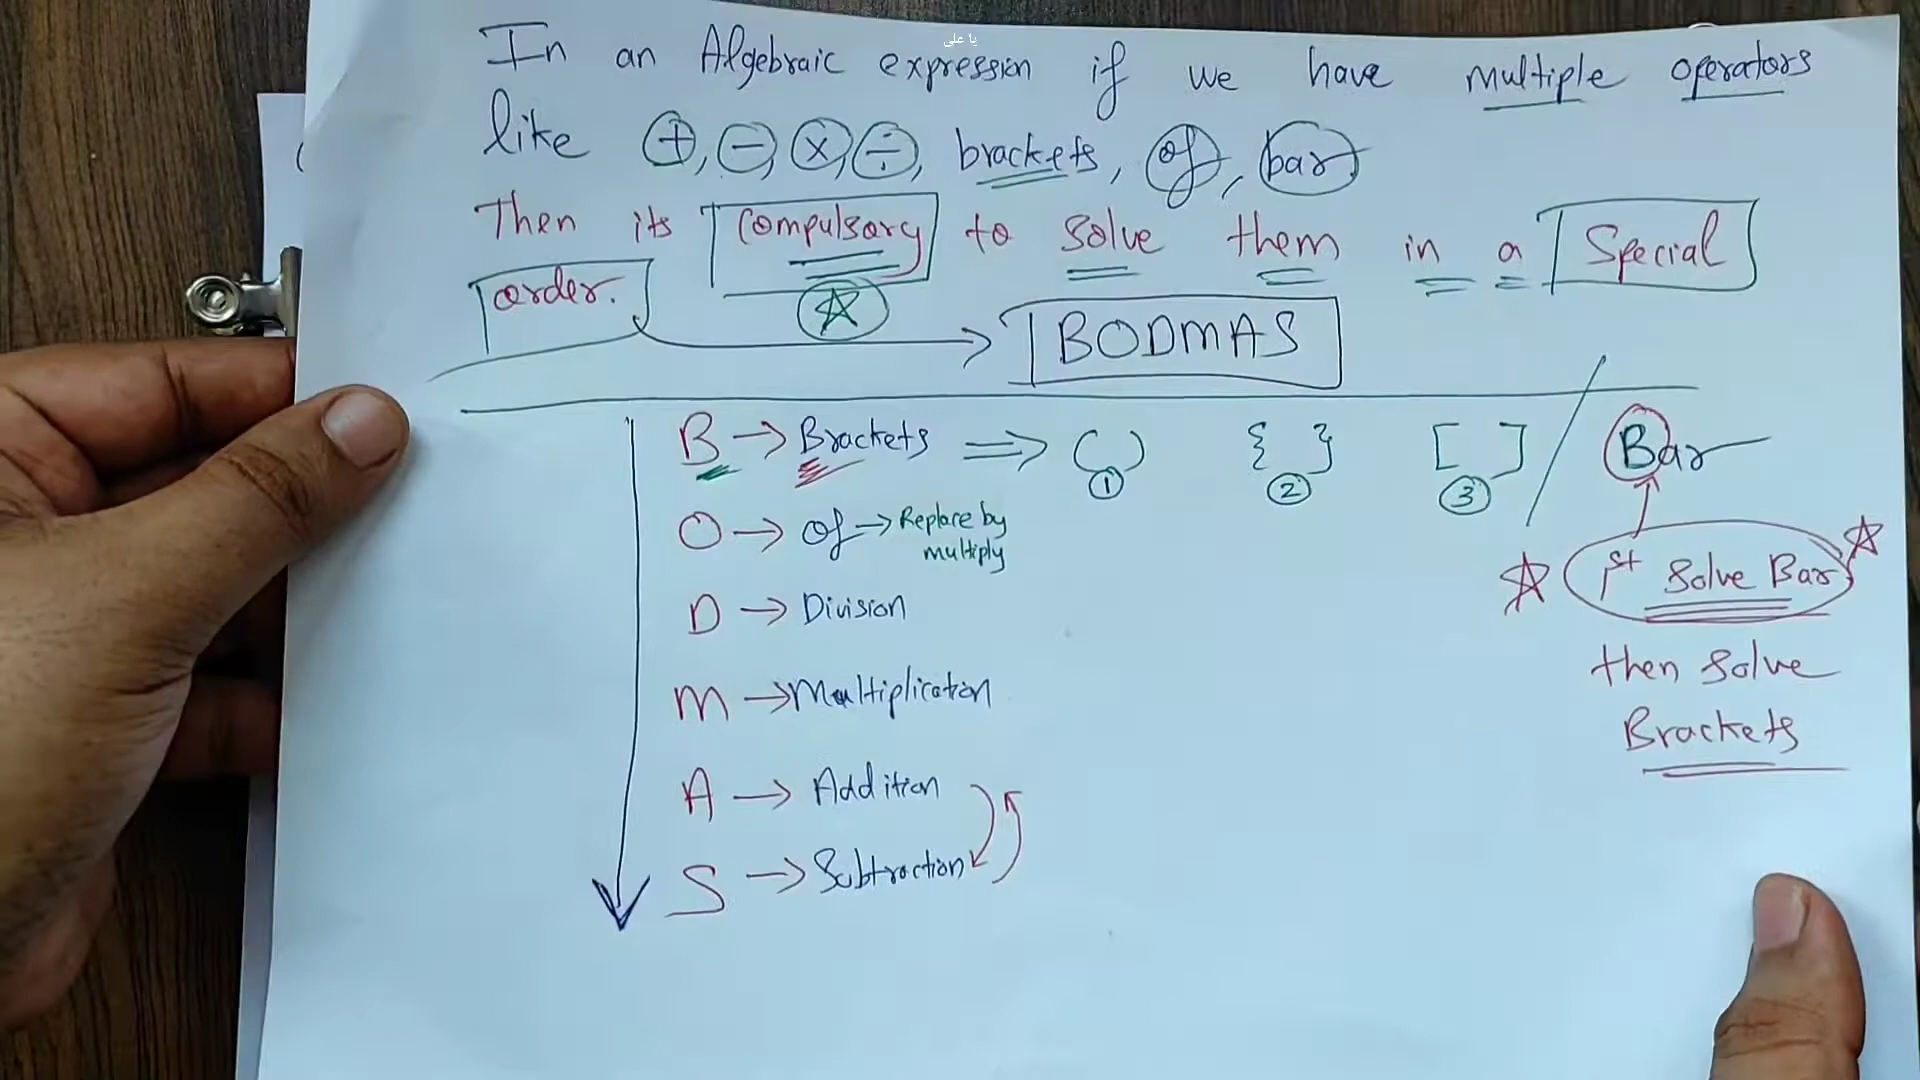 يا على
In an Algebraic expression if we have multiple operators
like +, -, ×, ÷, brackets, of, bar
Then its Compulsory to solve them in a Special
order. → BODMAS
B → Brackets ⇒ ( ) { } [ ] / Bar
1 2 3
O → of → Replace by
multiply
1st Solve Bar
D → Division
then Solve
Brackets
M → Multiplication
A → Addition
S → Subtraction